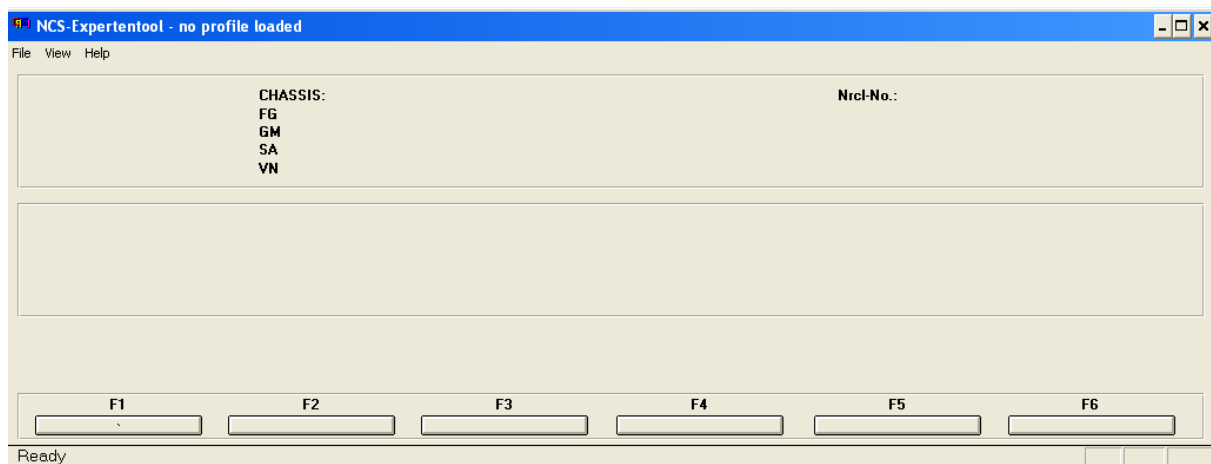 NCS-Expertentool - no profile loaded
File View Help
CHASSIS: Nrcl-No.:
FG
GM
SA
VN
F1 F2 F3 F4 F5 F6
Ready